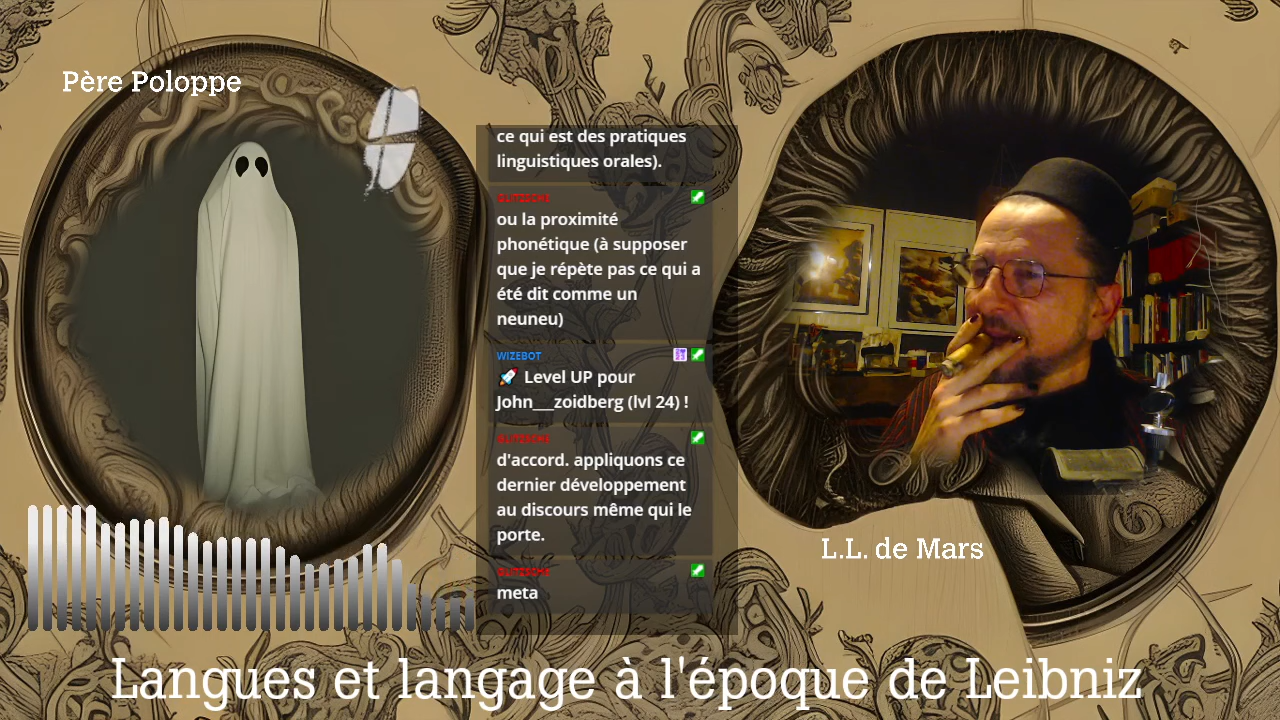 Père Poloppe
ce qui est des pratiques
linguistiques orales).
ou la proximité
phonétique (à supposer
que je répète pas ce qui a
été dit comme un
neuneu)
WIZEBOT
🚀 Level UP pour
John___zoidberg (lvl 24) !
d'accord. appliquons ce
dernier développement
au discours même qui le
porte.
meta
L.L. de Mars
Langues et langage à l'époque de Leibniz